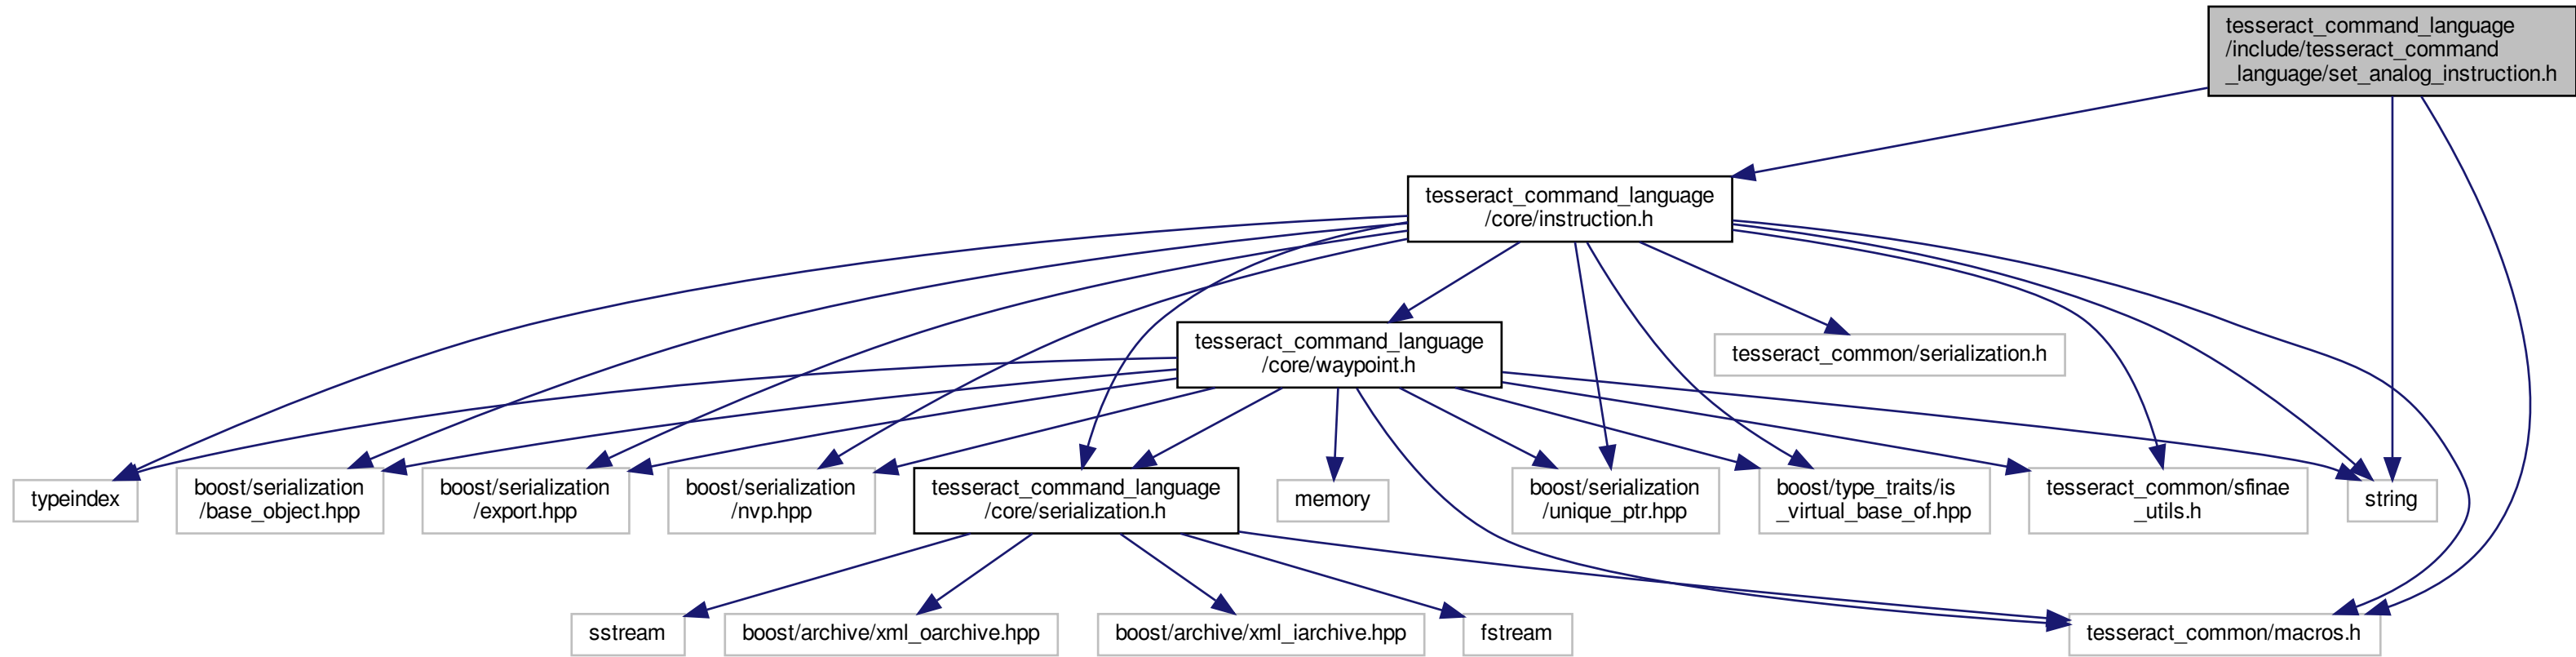 tesseract_command_language
/include/tesseract_command
_language/set_analog_instruction.h
tesseract_command_language
/core/instruction.h
tesseract_command_language
/core/waypoint.h
tesseract_common/serialization.h
typeindex
boost/serialization
/base_object.hpp
boost/serialization
/export.hpp
boost/serialization
/nvp.hpp
tesseract_command_language
/core/serialization.h
memory
boost/serialization
/unique_ptr.hpp
boost/type_traits/is
_virtual_base_of.hpp
tesseract_common/sfinae
_utils.h
string
sstream
boost/archive/xml_oarchive.hpp
boost/archive/xml_iarchive.hpp
fstream
tesseract_common/macros.h